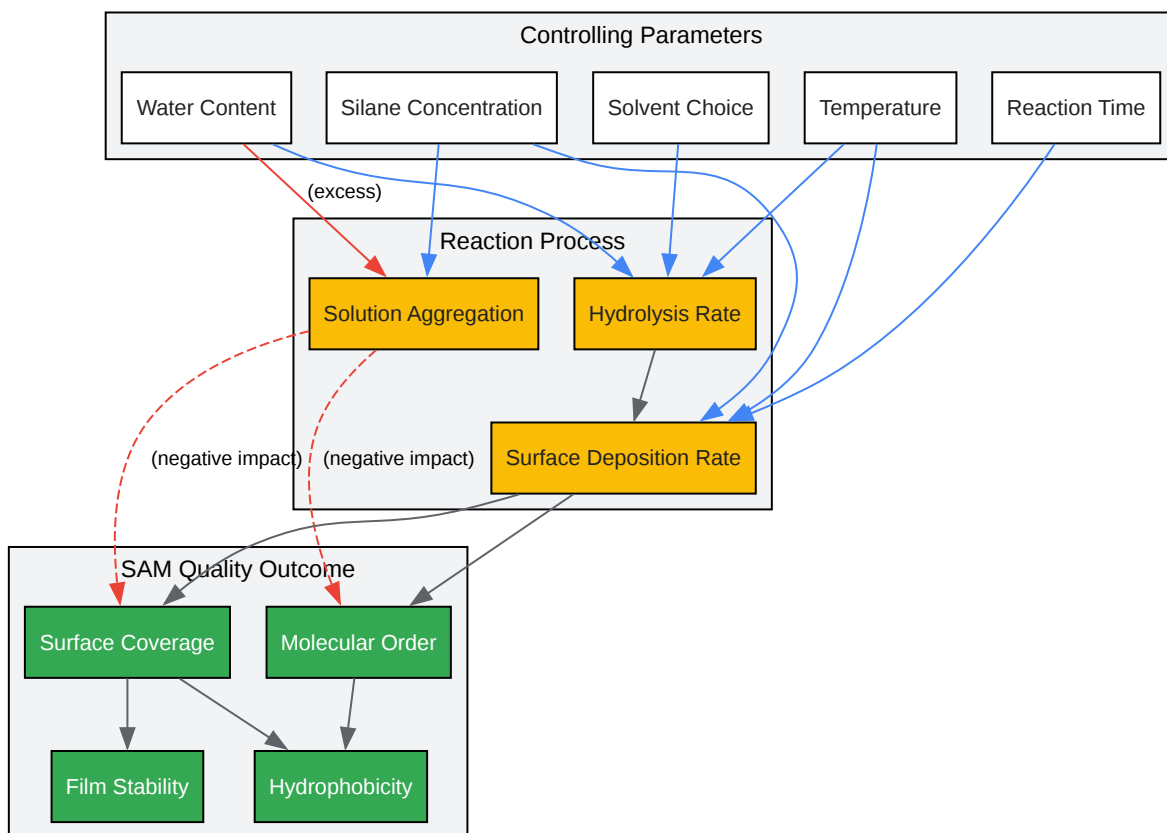 Controlling Parameters
Water Content
Silane Concentration
Solvent Choice
Temperature
Reaction Time
(excess)
Reaction Process
Solution Aggregation
Hydrolysis Rate
(negative impact)
(negative impact)
Surface Deposition Rate
SAM Quality Outcome
Surface Coverage
Molecular Order
Film Stability
Hydrophobicity